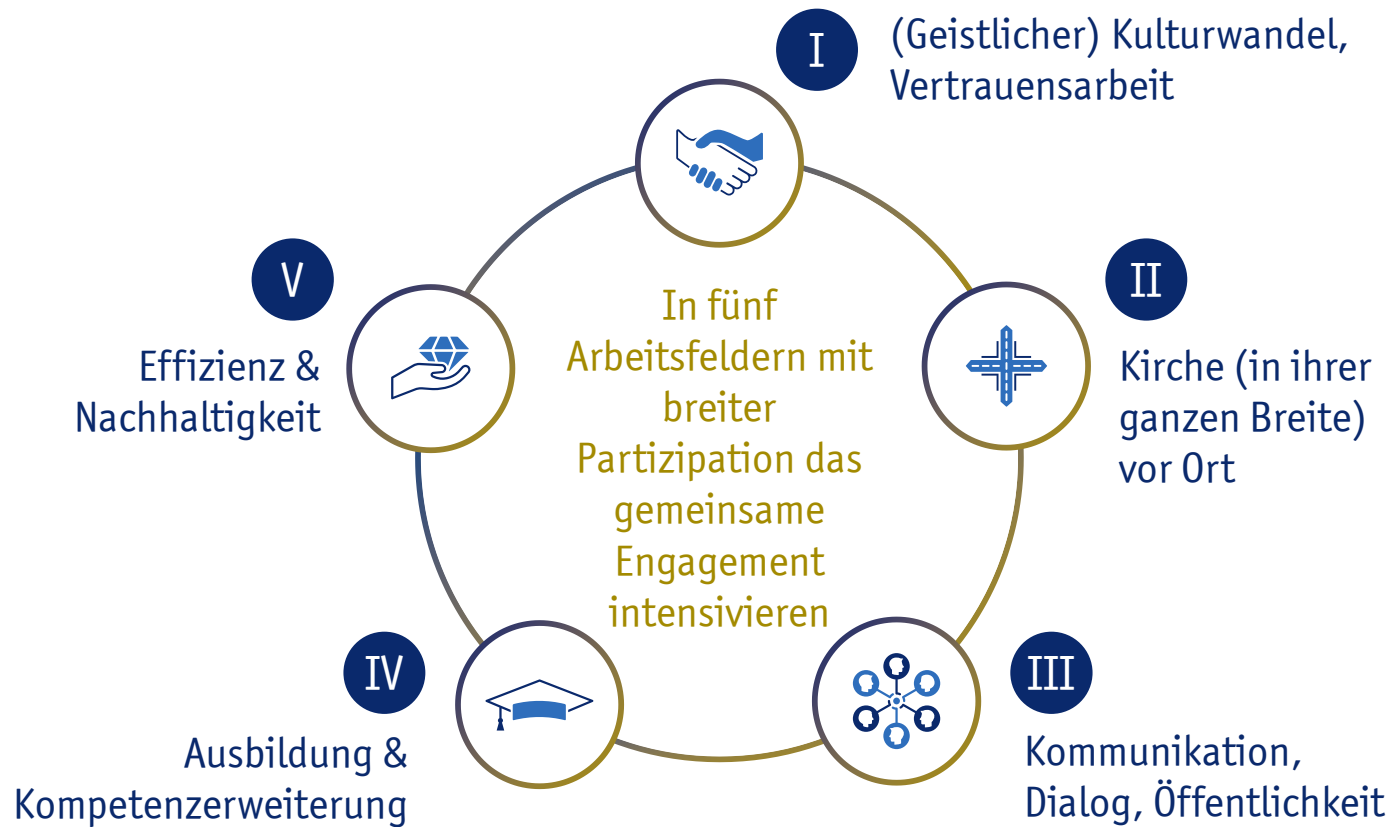 I
(Geistlicher) Kulturwandel,
Vertrauensarbeit
II
Kirche (in ihrer
ganzen Breite)
vor Ort
III
Kommunikation,
Dialog, Öffentlichkeit
IV
Ausbildung &
Kompetenzerweiterung
V
Effizienz &
Nachhaltigkeit
In fünf
Arbeitsfeldern mit
breiter
Partizipation das
gemeinsame
Engagement
intensivieren